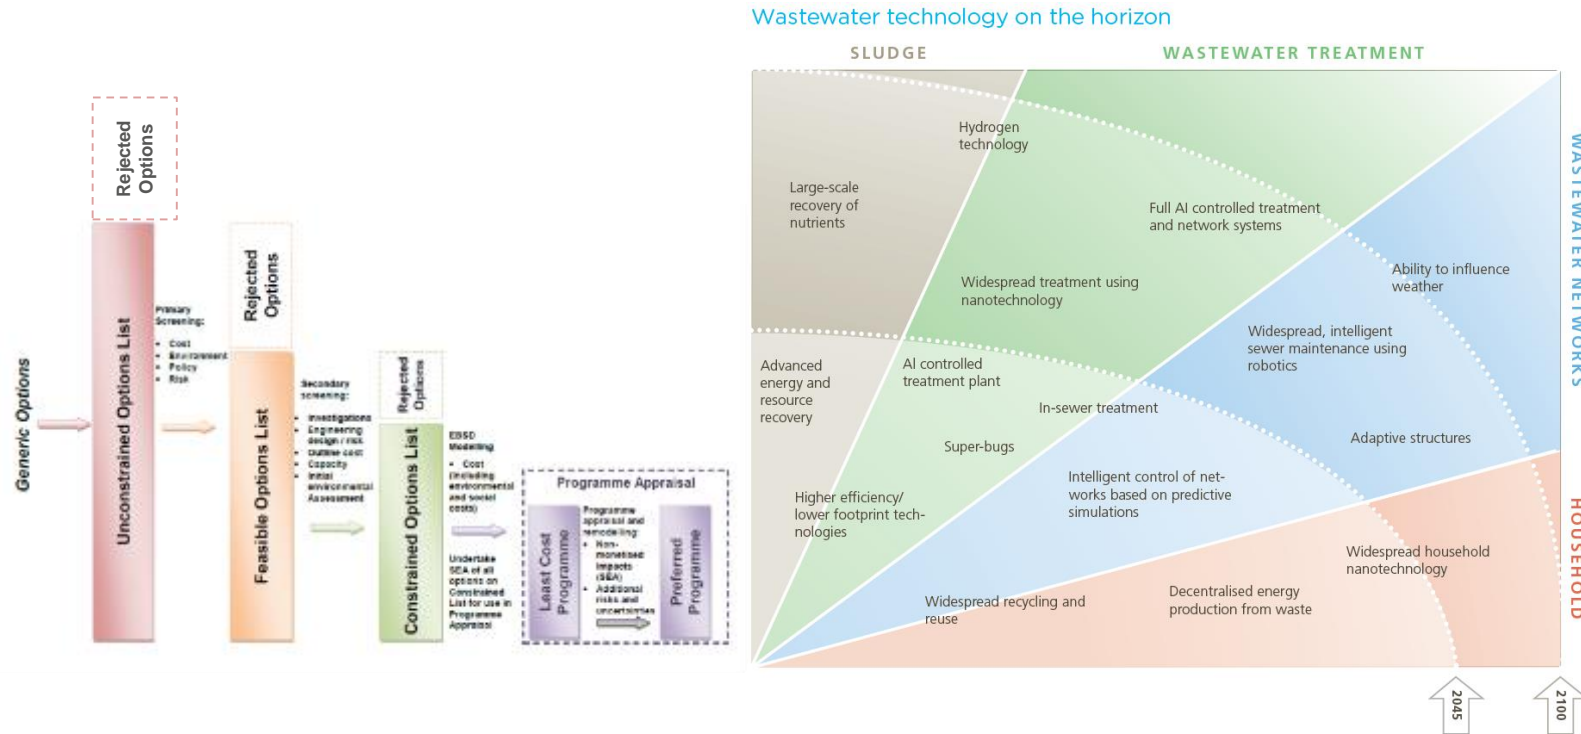 Rejected
Options
Rejected
Options
Rejected
Options
Generic Options
Unconstrained Options List
Primary
Screening:
• Cost
• Environment
• Policy
• Risk
Feasible Options List
Secondary
screening:
• Investigations
• Engineering
design / risk
• Outline cost
• Capacity
• Initial
environmental
Assessment
Constrained Options List
EBSD
Modelling
• Cost
(including
environmental
and social
costs)
Undertake
SEA of all
options on
Constrained
List for use in
Programme
Appraisal
Programme Appraisal
Least Cost
Programme
Programme
appraisal and
remodelling:
• Non-
monetised
Impacts
(SEA)
• Additional
risks and
uncertainties
Preferred
Programme
Wastewater technology on the horizon
SLUDGE
WASTEWATER TREATMENT
WASTEWATER NETWORKS
HOUSEHOLD
Hydrogen
technology
Large-scale
recovery of
nutrients
Full AI controlled treatment
and network systems
Widespread treatment using
nanotechnology
Ability to influence
weather
Widespread, intelligent
sewer maintenance using
robotics
Advanced
energy and
resource
recovery
AI controlled
treatment plant
In-sewer treatment
Super-bugs
Adaptive structures
Intelligent control of net-
works based on predictive
simulations
Higher efficiency/
lower footprint tech-
nologies
Widespread household
nanotechnology
Decentralised energy
production from waste
Widespread recycling and
reuse
2045
2100